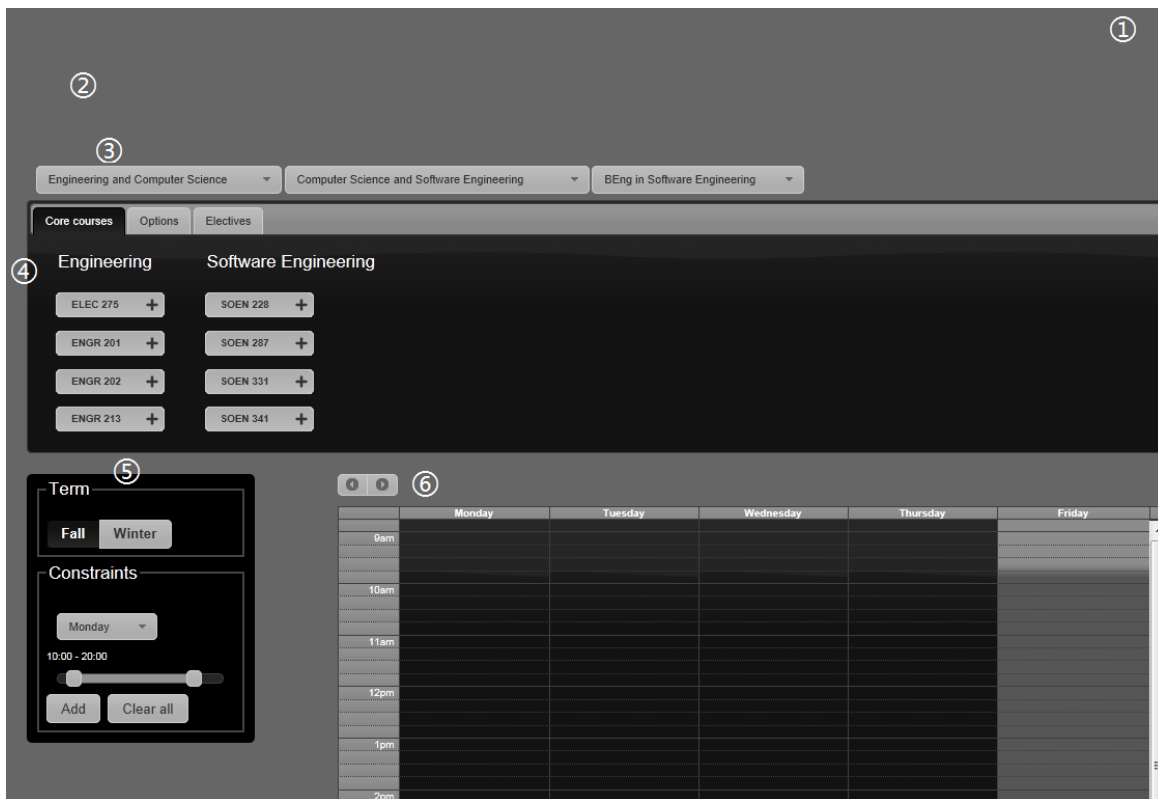 ①
②
③
Engineering and Computer Science Computer Science and Software Engineering BEng in Software Engineering
Core courses Options Electives
④ Engineering Software Engineering
ELEC 275 SOEN 228
ENGR 201 SOEN 287
ENGR 202 SOEN 331
ENGR 213 SOEN 341
⑤
Term
Fall Winter
Constraints
Monday
10:00 - 20:00
Add Clear all
⑥
Monday Tuesday Wednesday Thursday Friday
9am
10am
11am
12pm
1pm
2pm